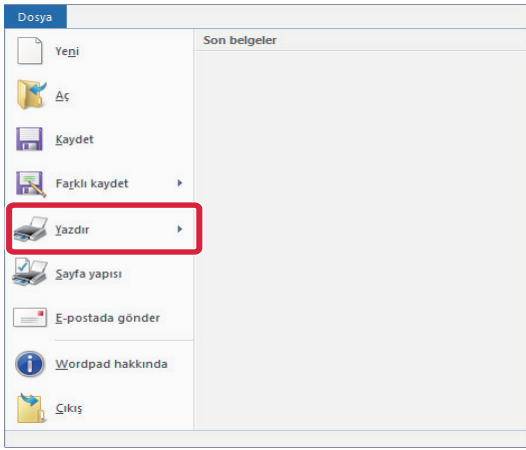 Dosya
Son belgeler
Yeni
Aç
Kaydet
Farklı kaydet
Yazdır
Sayfa yapısı
E-postada gönder
Wordpad hakkında
Çıkış